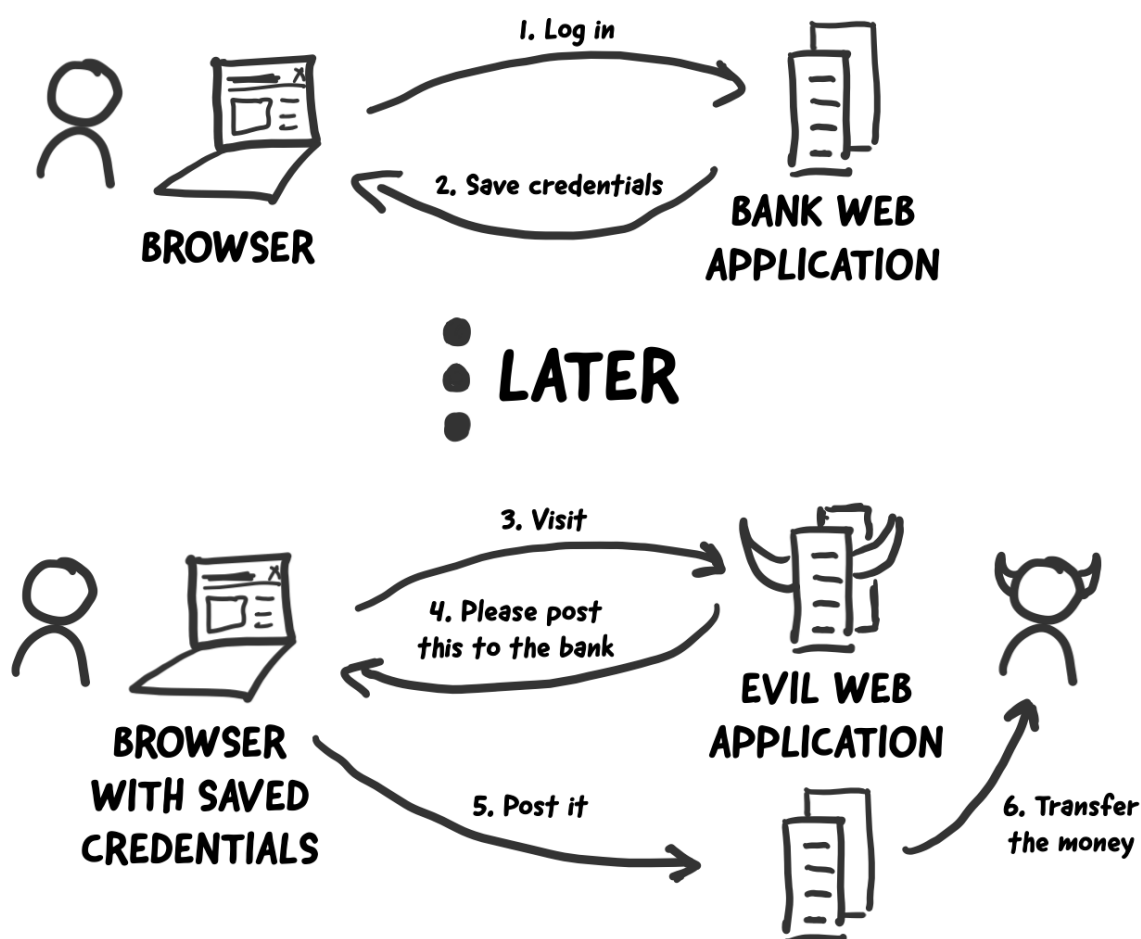 1. Log in
2. Save credentials
BROWSER
BANK WEB
APPLICATION
LATER
3. Visit
4. Please post
this to the bank
EVIL WEB
APPLICATION
BROWSER
WITH SAVED
CREDENTIALS
5. Post it
6. Transfer
the money